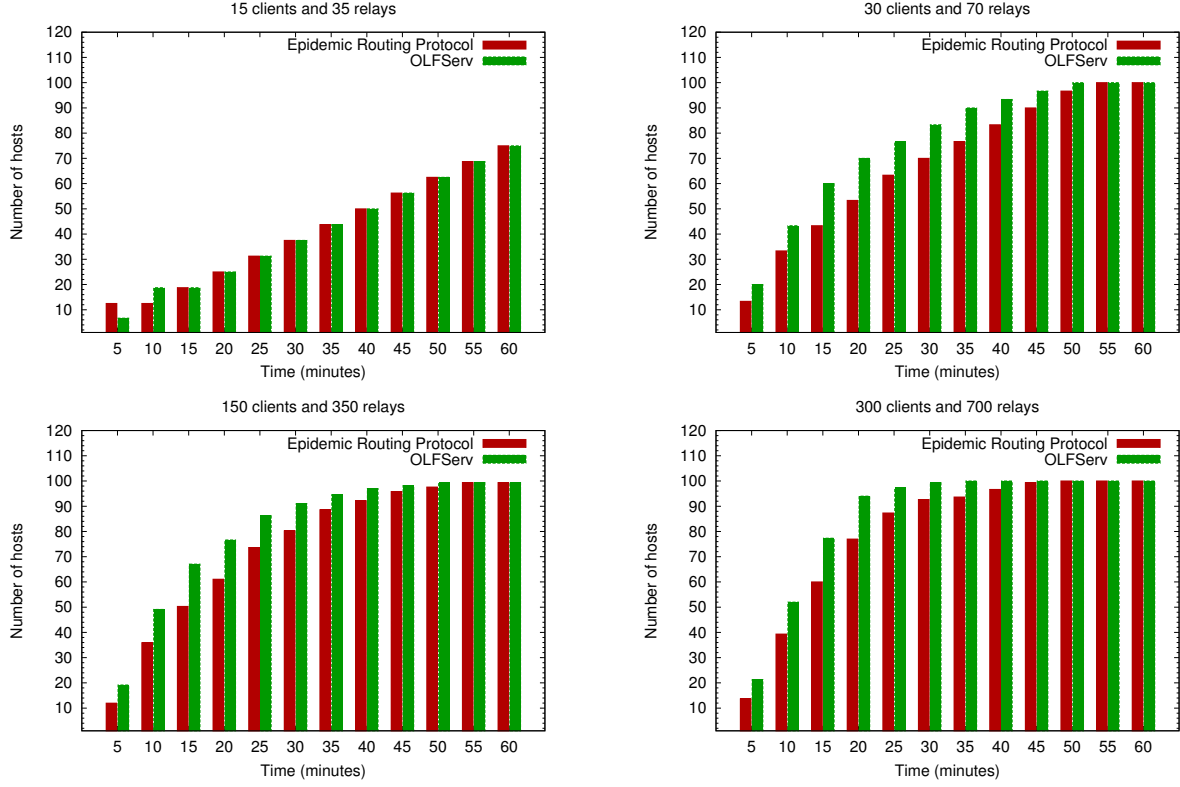 15 clients and 35 relays
120
110
100
90
80
70
60
50
40
30
20
10
Number of hosts
Epidemic Routing Protocol
OLFServ
5 10 15 20 25 30 35 40 45 50 55 60
Time (minutes)
30 clients and 70 relays
120
110
100
90
80
70
60
50
40
30
20
10
Number of hosts
Epidemic Routing Protocol
OLFServ
5 10 15 20 25 30 35 40 45 50 55 60
Time (minutes)
150 clients and 350 relays
120
110
100
90
80
70
60
50
40
30
20
10
Number of hosts
Epidemic Routing Protocol
OLFServ
5 10 15 20 25 30 35 40 45 50 55 60
Time (minutes)
300 clients and 700 relays
120
110
100
90
80
70
60
50
40
30
20
10
Number of hosts
Epidemic Routing Protocol
OLFServ
5 10 15 20 25 30 35 40 45 50 55 60
Time (minutes)